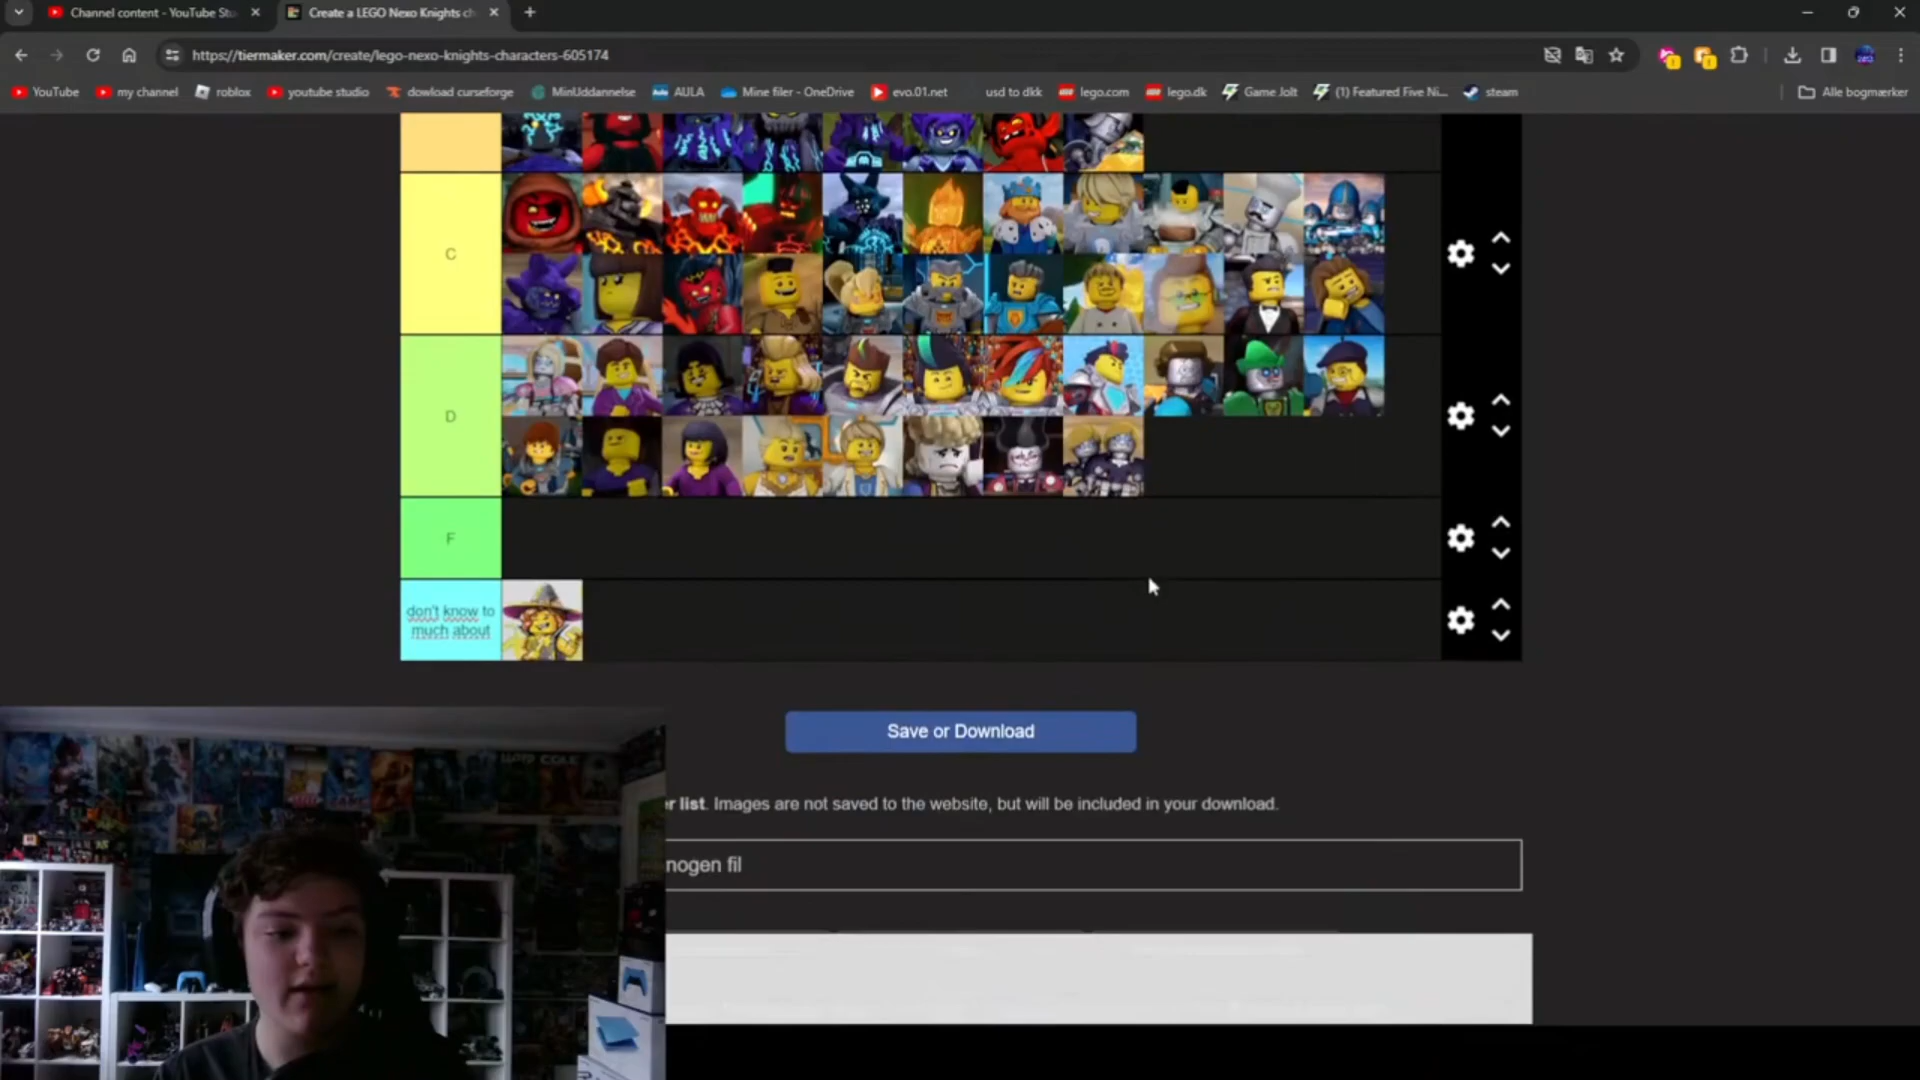 Channel content - YouTube Stu
Create a LEGO Nexo Knights ch
https://tiermaker.com/create/lego-nexo-knights-characters-605174
YouTube
my channel
roblox
youtube studio
dowload curseforge
MinUddannelse
AULA
Mine filer - OneDrive
evo.01.net
usd to dkk
lego.com
lego.dk
Game Jolt
(1) Featured Five Ni...
steam
Alle bogmærker
C
D
F
don't know to
much about
Save or Download
r list. Images are not saved to the website, but will be included in your download.
nogen fil